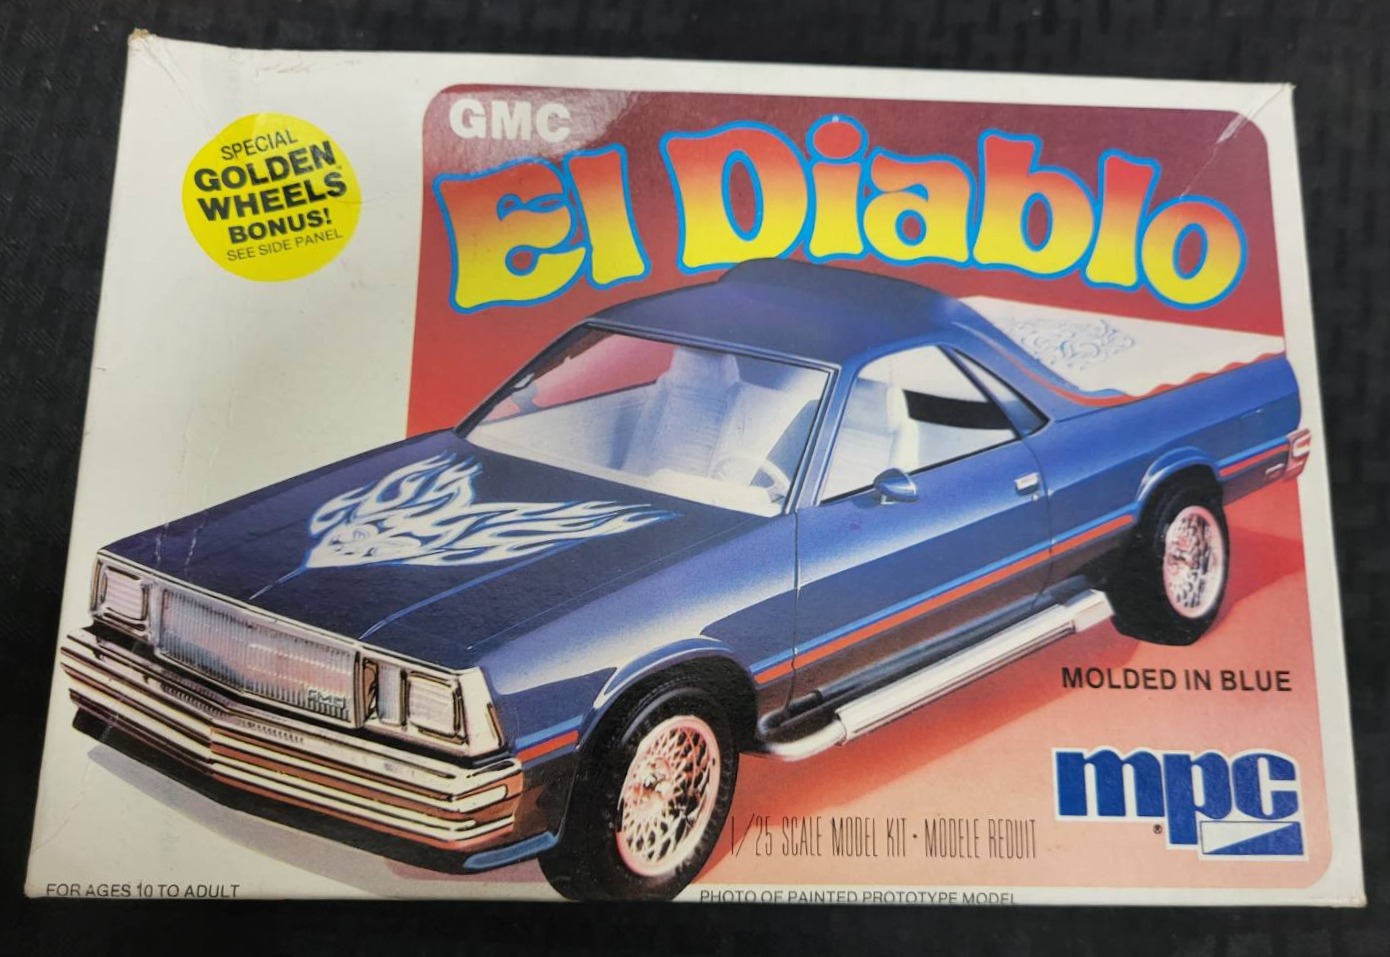 SPECIAL
GOLDEN
WHEELS
BONUS!
SEE SIDE PANEL
GMC
El Diablo
GMC
MOLDED IN BLUE
mpc®
1/25 SCALE MODEL KIT • MODELE REDUIT
FOR AGES 10 TO ADULT
PHOTO OF PAINTED PROTOTYPE MODEL